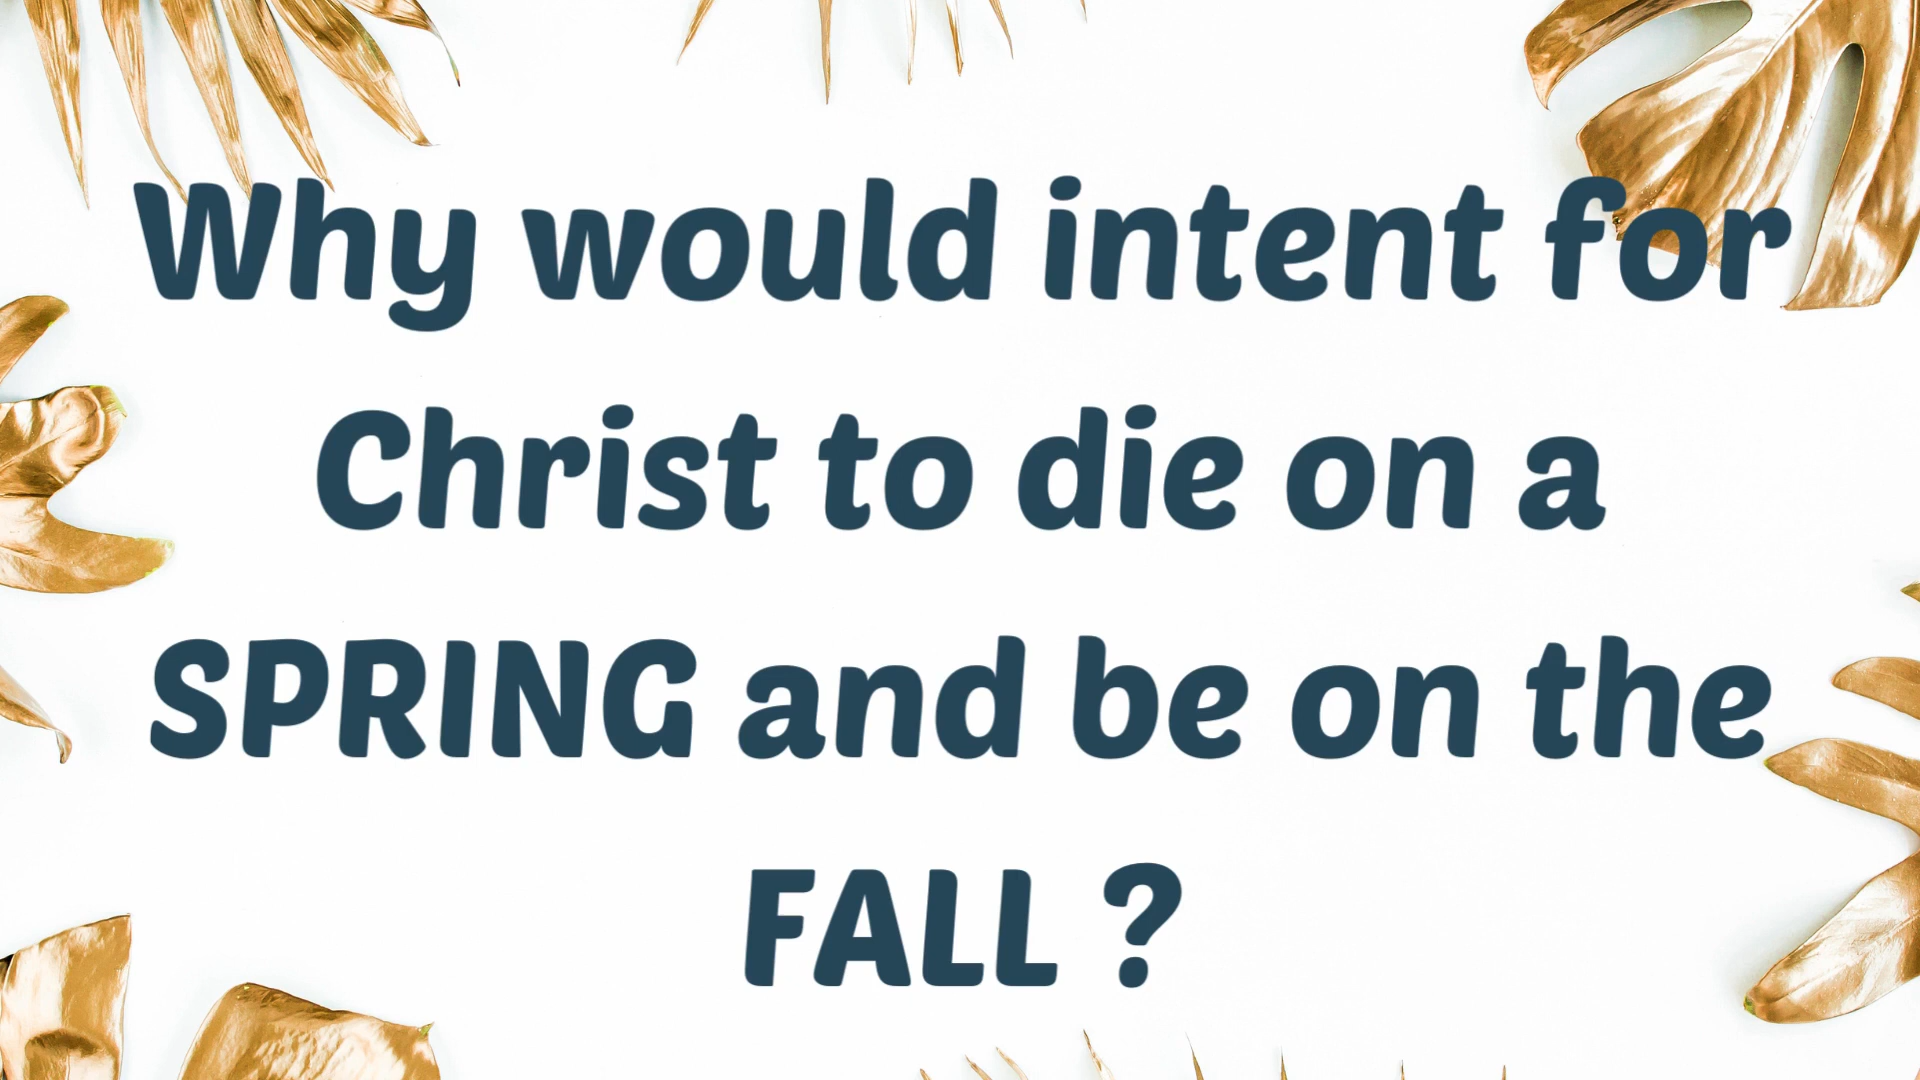 Why would intent for
Christ to die on a
SPRING and be on the
FALL ?